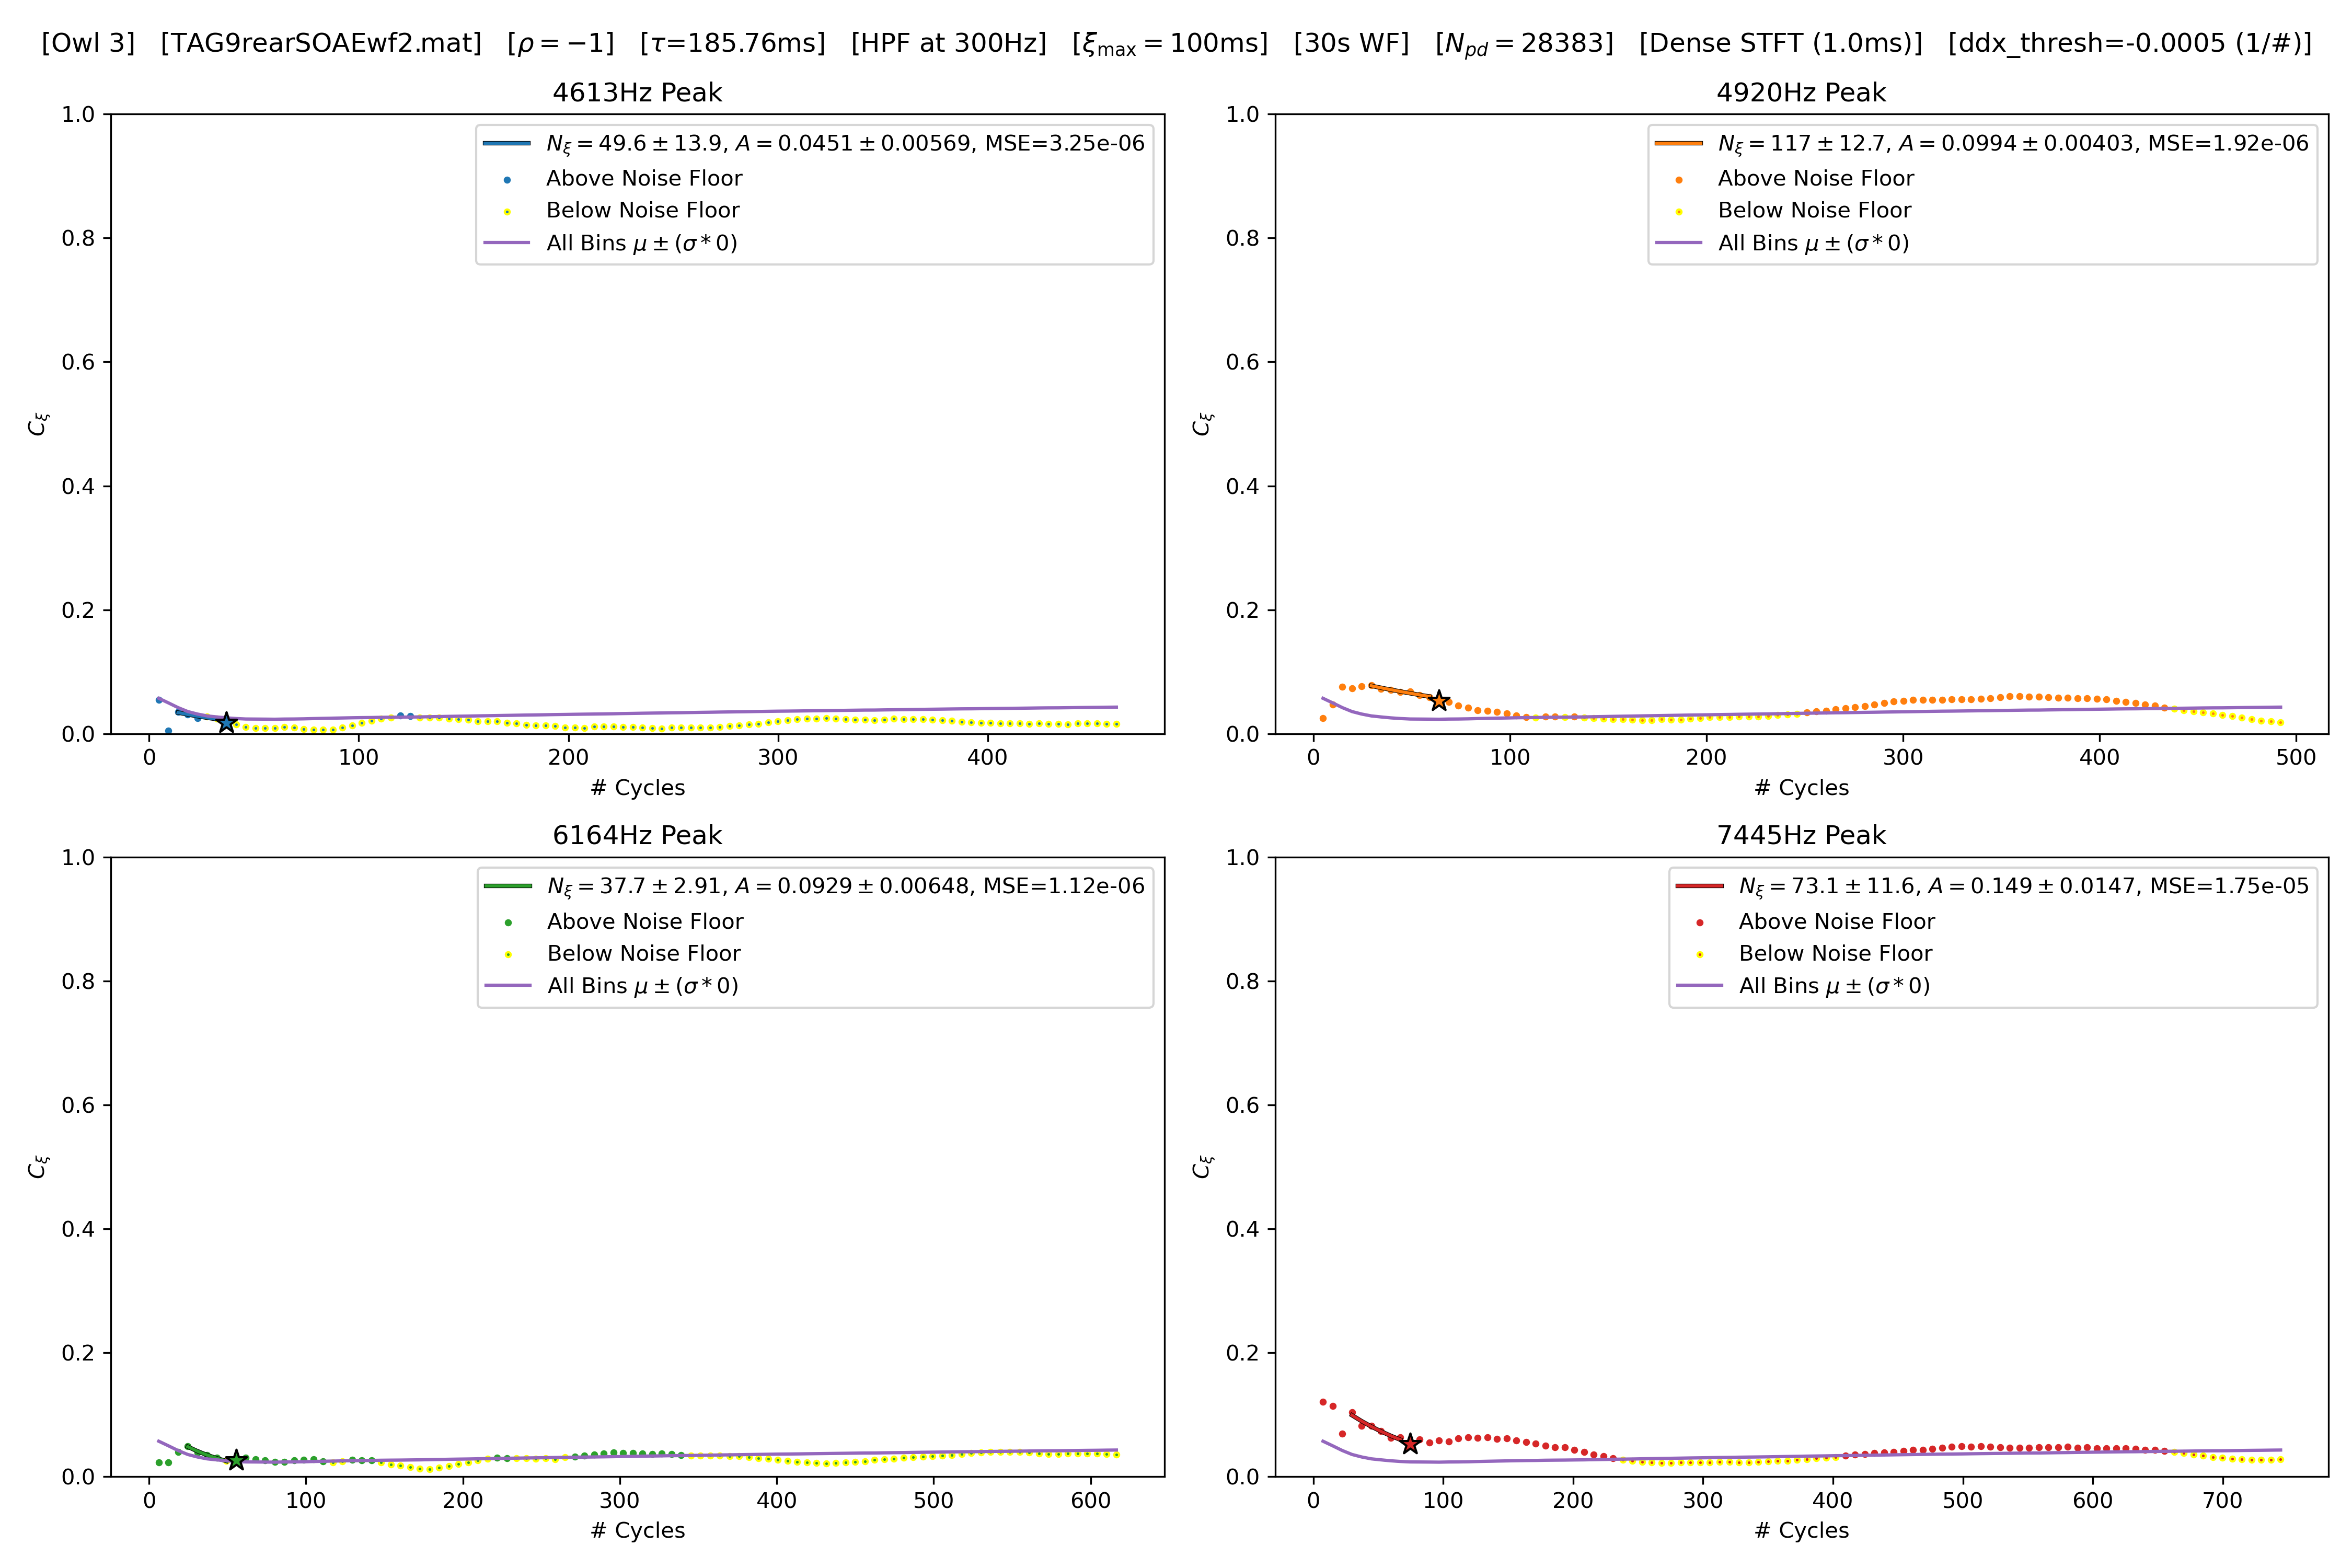 [Owl 3] [TAG9rearSOAEwf2.mat] [ρ = −1] [τ=185.76ms] [HPF at 300Hz] [ξmax = 100ms] [30s WF] [Npd = 28383] [Dense STFT (1.0ms)] [ddx_thresh=-0.0005 (1/#)]
4613Hz Peak
Nξ = 49.6 ± 13.9, A = 0.0451 ± 0.00569, MSE=3.25e-06
Above Noise Floor
Below Noise Floor
All Bins μ ± (σ * 0)
1.0
0.8
0.6
0.4
0.2
0.0
Cξ
0 100 200 300 400
# Cycles
4920Hz Peak
Nξ = 117 ± 12.7, A = 0.0994 ± 0.00403, MSE=1.92e-06
Above Noise Floor
Below Noise Floor
All Bins μ ± (σ * 0)
1.0
0.8
0.6
0.4
0.2
0.0
Cξ
0 100 200 300 400 500
# Cycles
6164Hz Peak
Nξ = 37.7 ± 2.91, A = 0.0929 ± 0.00648, MSE=1.12e-06
Above Noise Floor
Below Noise Floor
All Bins μ ± (σ * 0)
1.0
0.8
0.6
0.4
0.2
0.0
Cξ
0 100 200 300 400 500 600
# Cycles
7445Hz Peak
Nξ = 73.1 ± 11.6, A = 0.149 ± 0.0147, MSE=1.75e-05
Above Noise Floor
Below Noise Floor
All Bins μ ± (σ * 0)
1.0
0.8
0.6
0.4
0.2
0.0
Cξ
0 100 200 300 400 500 600 700
# Cycles